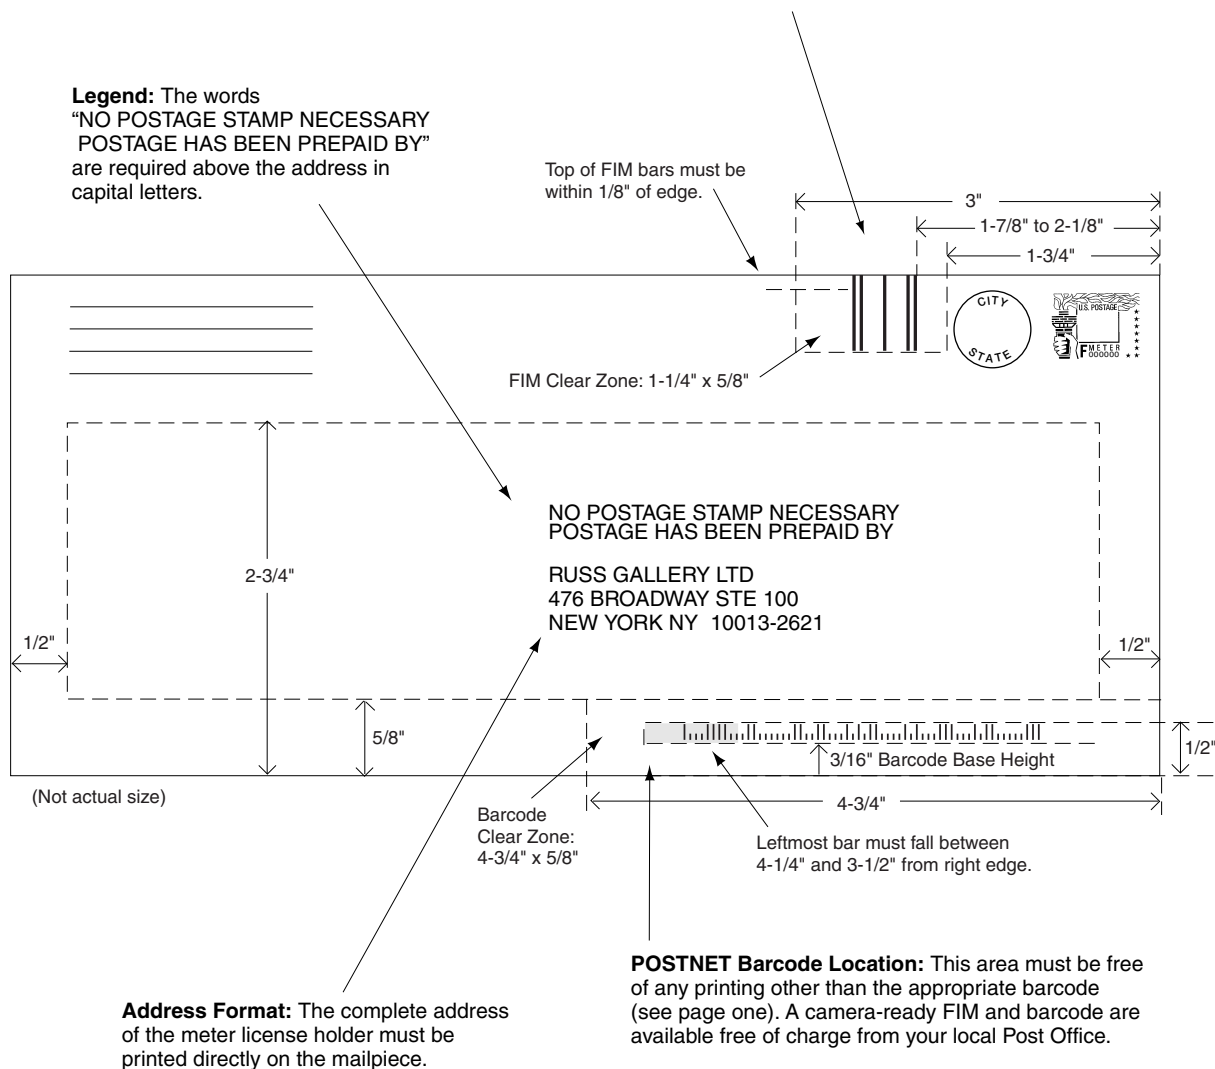 Legend: The words
“NO POSTAGE STAMP NECESSARY
POSTAGE HAS BEEN PREPAID BY”
are required above the address in
capital letters.
Top of FIM bars must be
within 1/8" of edge.
3"
1-7/8" to 2-1/8"
1-3/4"
CITY
STATE
U.S. POSTAGE
METER
F 000000
FIM Clear Zone: 1-1/4" x 5/8"
NO POSTAGE STAMP NECESSARY
POSTAGE HAS BEEN PREPAID BY
RUSS GALLERY LTD
476 BROADWAY STE 100
NEW YORK NY 10013-2621
2-3/4"
1/2"
1/2"
5/8"
3/16" Barcode Base Height
1/2"
4-3/4"
(Not actual size)
Barcode
Clear Zone:
4-3/4" x 5/8"
Leftmost bar must fall between
4-1/4" and 3-1/2" from right edge.
POSTNET Barcode Location: This area must be free
of any printing other than the appropriate barcode
(see page one). A camera-ready FIM and barcode are
available free of charge from your local Post Office.
Address Format: The complete address
of the meter license holder must be
printed directly on the mailpiece.